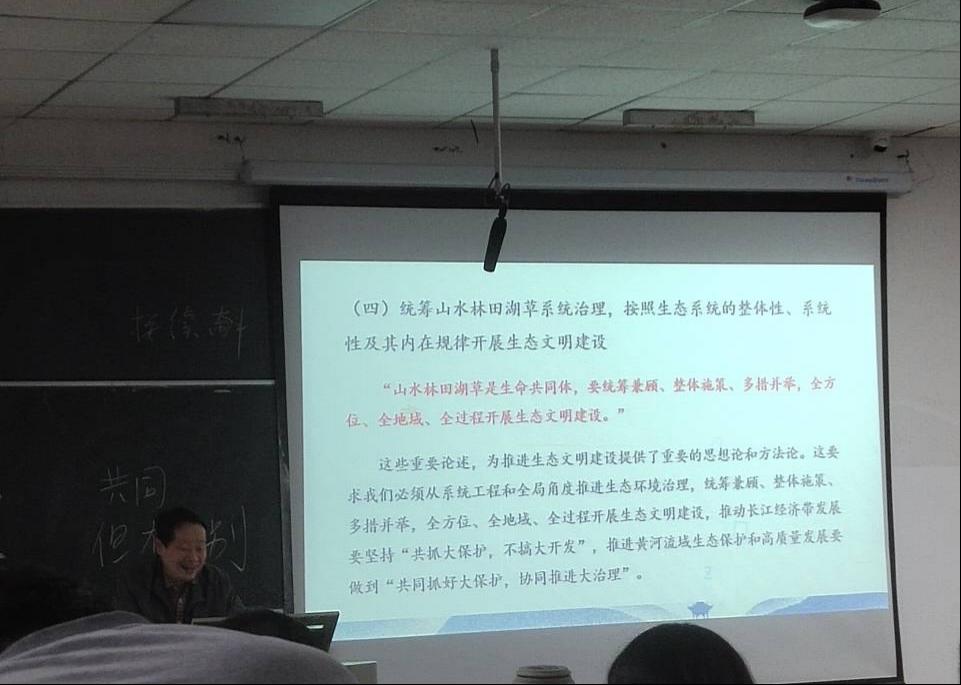 （四）统筹山水林田湖草系统治理，按照生态系统的整体性、系统
性及其内在规律开展生态文明建设
“山水林田湖草是生命共同体，要统筹兼顾、整体施策、多措并举，全方
位、全地域、全过程开展生态文明建设。”
这些重要论述，为推进生态文明建设提供了重要的思想论和方法论。这要
求我们必须从系统工程和全局角度推进生态环境治理，统筹兼顾、整体施策、
多措并举，全方位、全地域、全过程开展生态文明建设，推动长江经济带发展
要坚持“共抓大保护，不搞大开发”，推进黄河流域生态保护和高质量发展要
做到“共同抓好大保护，协同推进大治理”。
共同
但 别